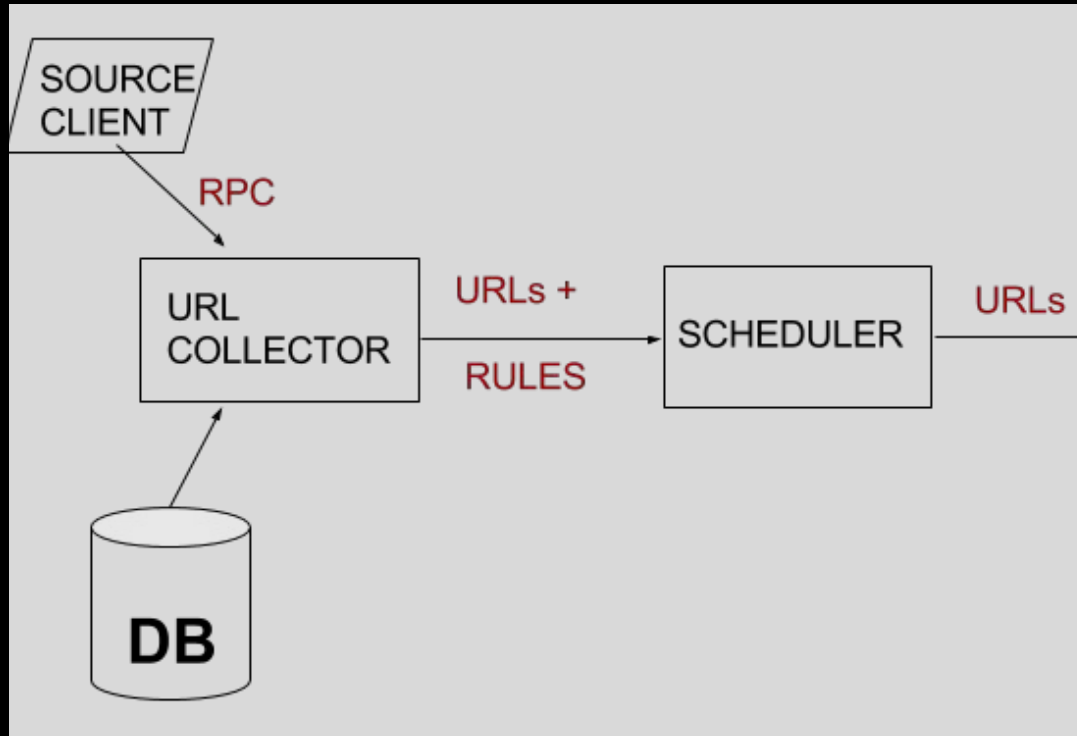 SOURCE
CLIENT
RPC
URL
COLLECTOR
URLs +
RULES
SCHEDULER
URLs
DB